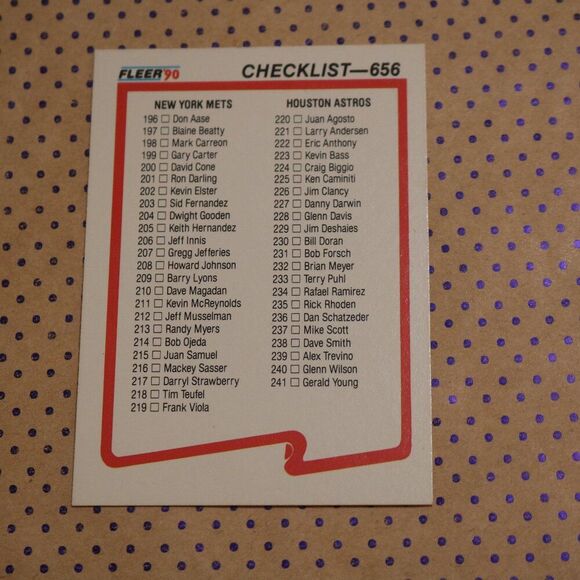 FLEER '90 CHECKLIST—656
NEW YORK METS
196 ☐ Don Aase
197 ☐ Blaine Beatty
198 ☐ Mark Carreon
199 ☐ Gary Carter
200 ☐ David Cone
201 ☐ Ron Darling
202 ☐ Kevin Elster
203 ☐ Sid Fernandez
204 ☐ Dwight Gooden
205 ☐ Keith Hernandez
206 ☐ Jeff Innis
207 ☐ Gregg Jefferies
208 ☐ Howard Johnson
209 ☐ Barry Lyons
210 ☐ Dave Magadan
211 ☐ Kevin McReynolds
212 ☐ Jeff Musselman
213 ☐ Randy Myers
214 ☐ Bob Ojeda
215 ☐ Juan Samuel
216 ☐ Mackey Sasser
217 ☐ Darryl Strawberry
218 ☐ Tim Teufel
219 ☐ Frank Viola
HOUSTON ASTROS
220 ☐ Juan Agosto
221 ☐ Larry Andersen
222 ☐ Eric Anthony
223 ☐ Kevin Bass
224 ☐ Craig Biggio
225 ☐ Ken Caminiti
226 ☐ Jim Clancy
227 ☐ Danny Darwin
228 ☐ Glenn Davis
229 ☐ Jim Deshaies
230 ☐ Bill Doran
231 ☐ Bob Forsch
232 ☐ Brian Meyer
233 ☐ Terry Puhl
234 ☐ Rafael Ramirez
235 ☐ Rick Rhoden
236 ☐ Dan Schatzeder
237 ☐ Mike Scott
238 ☐ Dave Smith
239 ☐ Alex Trevino
240 ☐ Glenn Wilson
241 ☐ Gerald Young